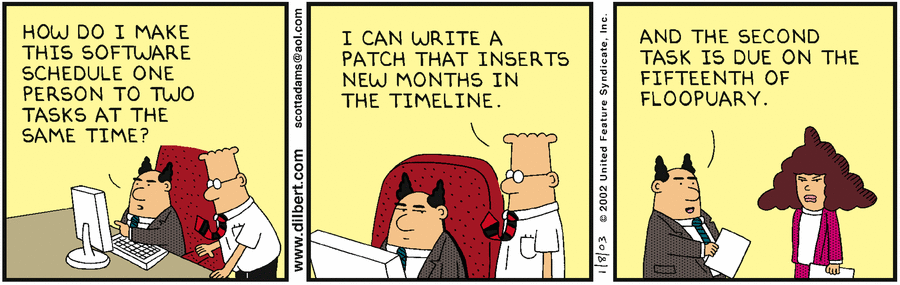 HOW DO I MAKE
THIS SOFTWARE
SCHEDULE ONE
PERSON TO TWO
TASKS AT THE
SAME TIME?
www.dilbert.com scottadams@aol.com
I CAN WRITE A
PATCH THAT INSERTS
NEW MONTHS IN
THE TIMELINE.
1/8/03 © 2002 United Feature Syndicate, Inc.
AND THE SECOND
TASK IS DUE ON THE
FIFTEENTH OF
FLOOPUARY.